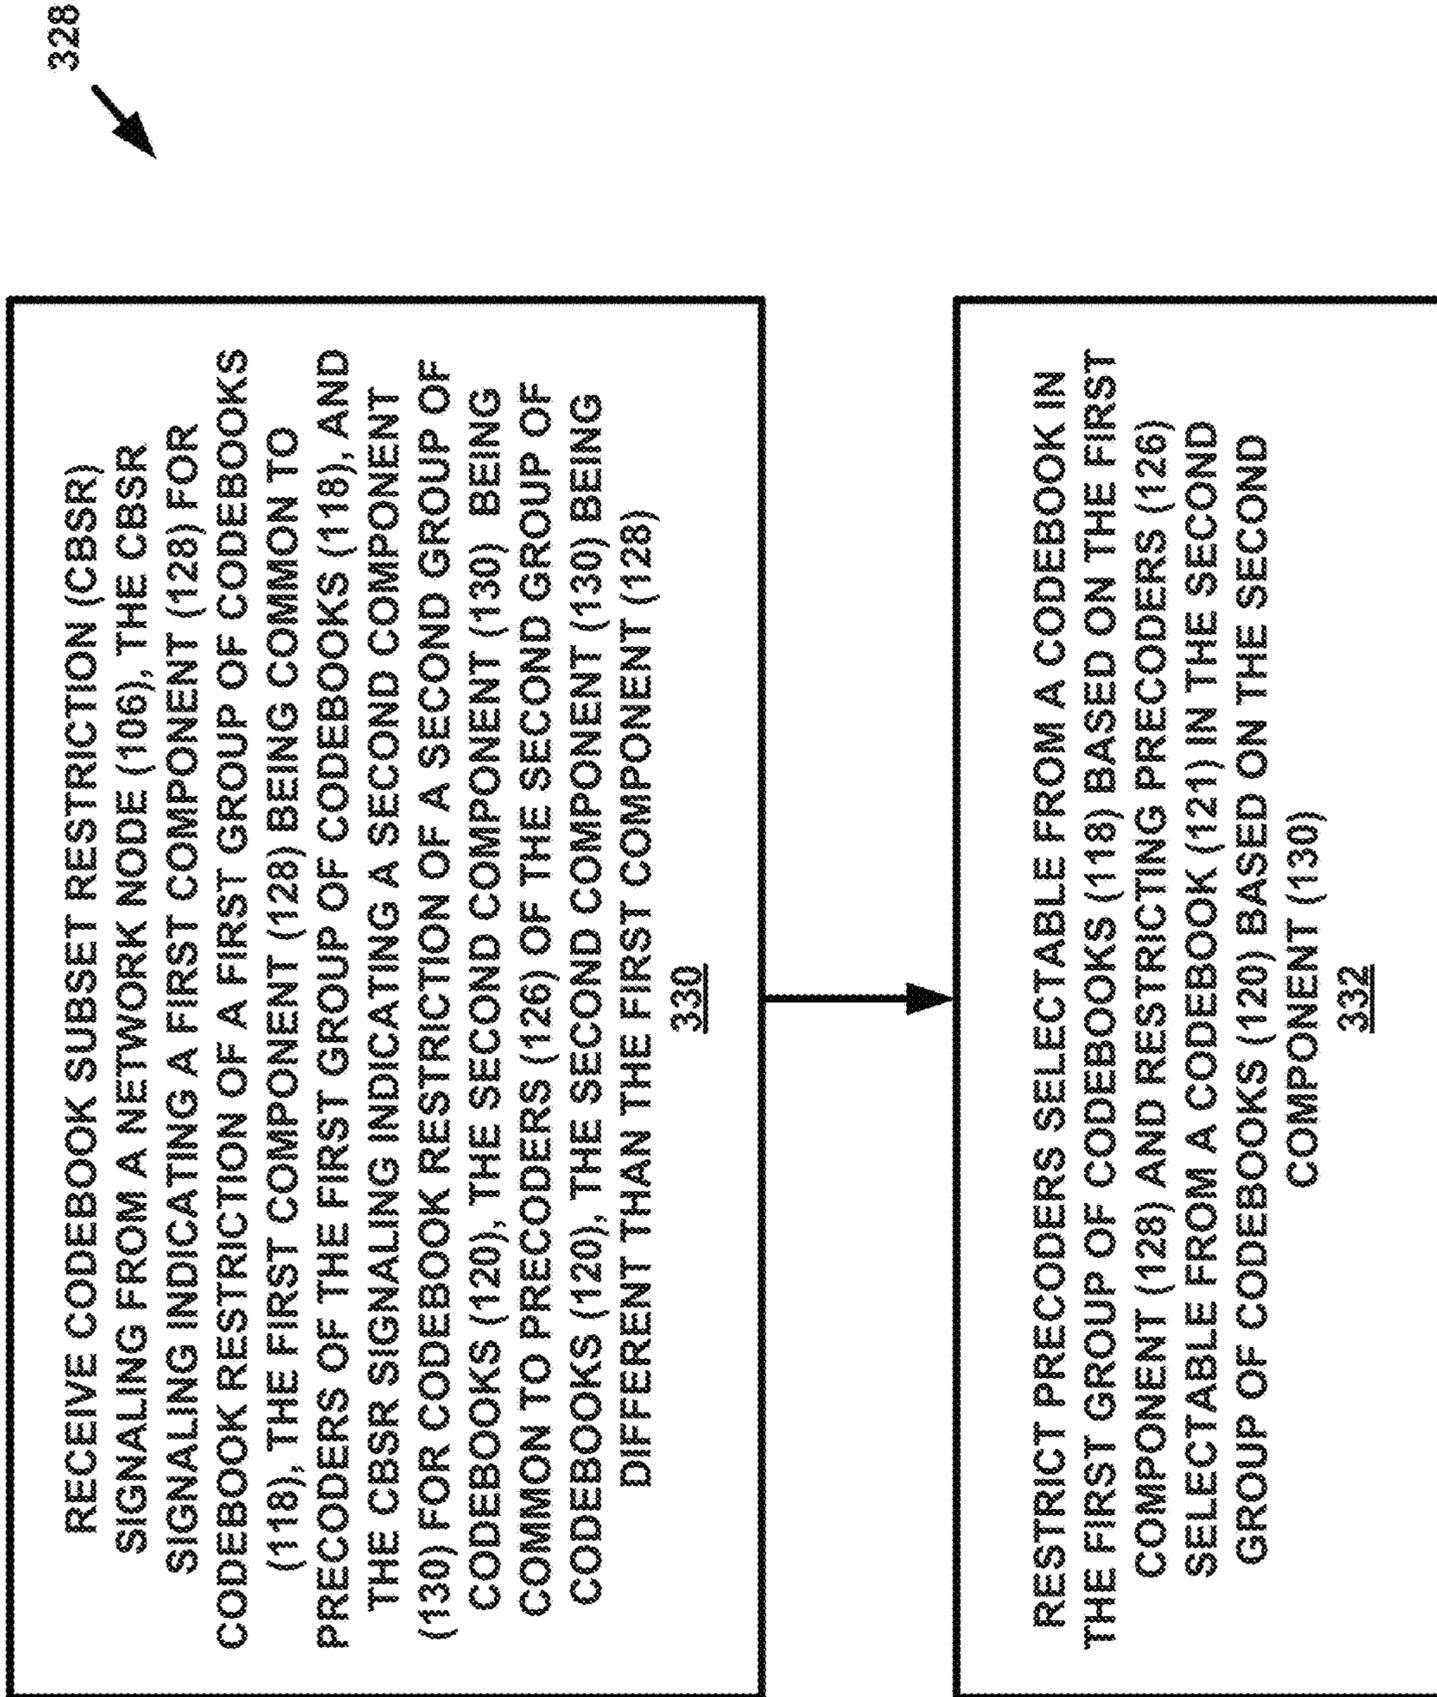 328
RECEIVE CODEBOOK SUBSET RESTRICTION (CBSR)
SIGNALING FROM A NETWORK NODE (106), THE CBSR
SIGNALING INDICATING A FIRST COMPONENT (128) FOR
CODEBOOK RESTRICTION OF A FIRST GROUP OF CODEBOOKS
(118), THE FIRST COMPONENT (128) BEING COMMON TO
PRECODERS OF THE FIRST GROUP OF CODEBOOKS (118), AND
THE CBSR SIGNALING INDICATING A SECOND COMPONENT
(130) FOR CODEBOOK RESTRICTION OF A SECOND GROUP OF
CODEBOOKS (120), THE SECOND COMPONENT (130) BEING
COMMON TO PRECODERS (126) OF THE SECOND GROUP OF
CODEBOOKS (120), THE SECOND COMPONENT (130) BEING
DIFFERENT THAN THE FIRST COMPONENT (128)
330
RESTRICT PRECODERS SELECTABLE FROM A CODEBOOK IN
THE FIRST GROUP OF CODEBOOKS (118) BASED ON THE FIRST
COMPONENT (128) AND RESTRICTING PRECODERS (126)
SELECTABLE FROM A CODEBOOK (121) IN THE SECOND
GROUP OF CODEBOOKS (120) BASED ON THE SECOND
COMPONENT (130)
332